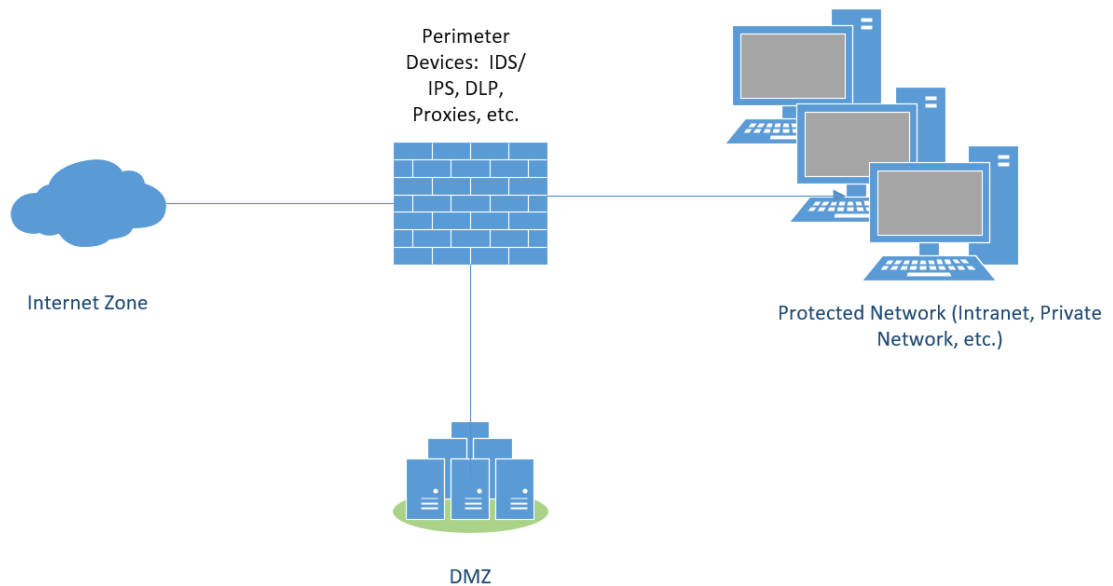 Perimeter
Devices:  IDS/
IPS, DLP,
Proxies, etc.
Internet Zone
Protected Network (Intranet, Private
Network, etc.)
DMZ